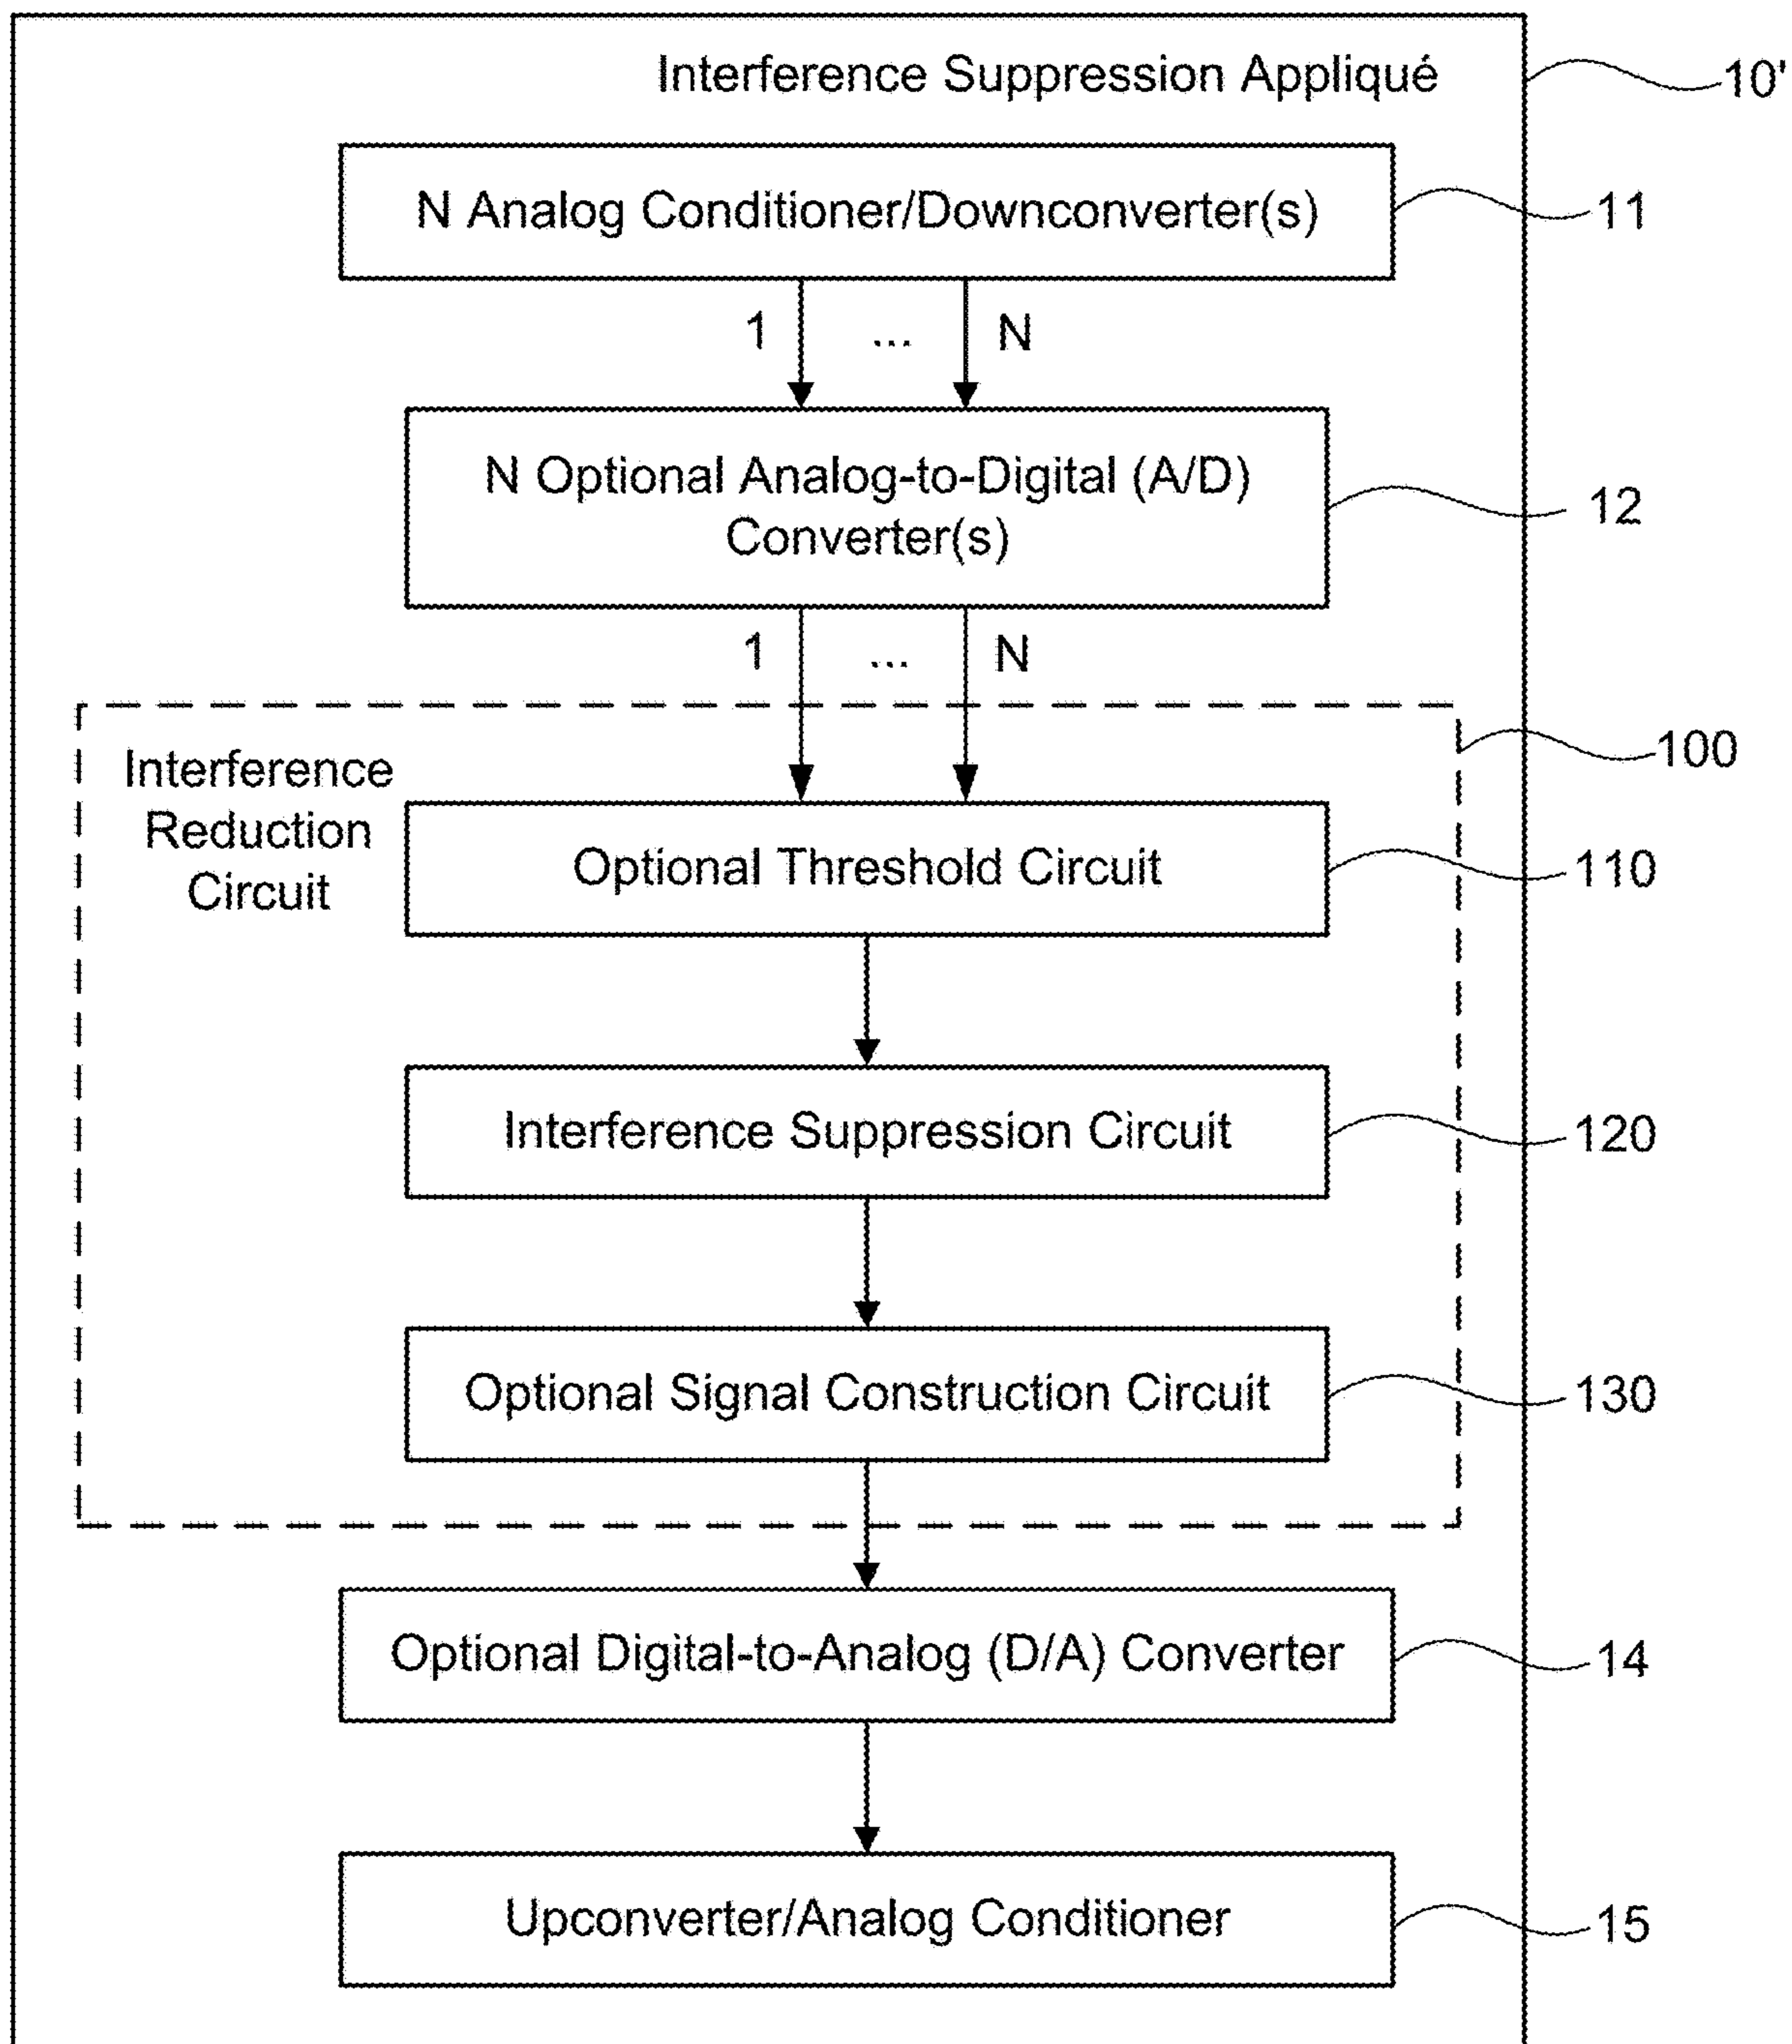 Interference Suppression Appliqué
10'
N Analog Conditioner/Downconverter(s)
11
1 ... N
N Optional Analog-to-Digital (A/D)
Converter(s)
12
1 ... N
Interference
Reduction
Circuit
100
Optional Threshold Circuit
110
Interference Suppression Circuit
120
Optional Signal Construction Circuit
130
Optional Digital-to-Analog (D/A) Converter
14
Upconverter/Analog Conditioner
15